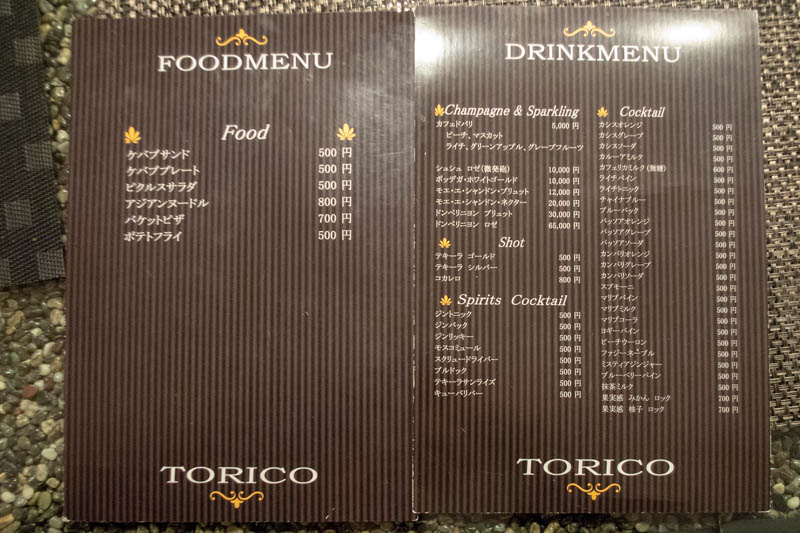 FOODMENU
Food
ケバブサンド 500 円
ケバブプレート 500 円
ピクルスサラダ 500 円
アジアンヌードル 800 円
バケットピザ 700 円
ポテトフライ 500 円
TORICO
DRINKMENU
Champagne & Sparkling
カフェドパリ 5,000 円
ピーチ、マスカット
ライチ、グリーンアップル、グレープフルーツ
シュシュ ロゼ(微発砲) 10,000 円
ボッデガ・ホワイトゴールド 10,000 円
モエ・エ・シャンドン・ブリュット 12,000 円
モエ・エ・シャンドン・ネクター 20,000 円
ドンペリニヨン ブリュット 30,000 円
ドンペリニヨン ロゼ 65,000 円
Shot
テキーラ ゴールド 500 円
テキーラ シルバー 500 円
コカレロ 800 円
Spirits Cocktail
ジントニック 500 円
ジンバック 500 円
ジンリッキー 500 円
モスコミュール 500 円
スクリュードライバー 500 円
ブルドック 500 円
テキーラサンライズ 500 円
キューバリバー 500 円
Cocktail
カシスオレンジ 500 円
カシスグレープ 500 円
カシスソーダ 500 円
カルーアミルク 500 円
カフェリカミルク(無糖) 600 円
ライチパイン 500 円
ライチトニック 500 円
チャイナブルー 500 円
ブルーバック 500 円
パッソアオレンジ 500 円
パッソアグレープ 500 円
パッソアソーダ 500 円
カンパリオレンジ 500 円
カンパリグレープ 500 円
カンパリソーダ 500 円
スプモーニ 500 円
マリブパイン 500 円
マリブミルク 500 円
マリブコーラ 500 円
ヨギーパイン 500 円
ピーチウーロン 500 円
ファジーネーブル 500 円
ミスティアジンジャー 500 円
ブルーベリーパイン 500 円
抹茶ミルク 500 円
果実感 みかん ロック 700 円
果実感 柚子 ロック 700 円
TORICO